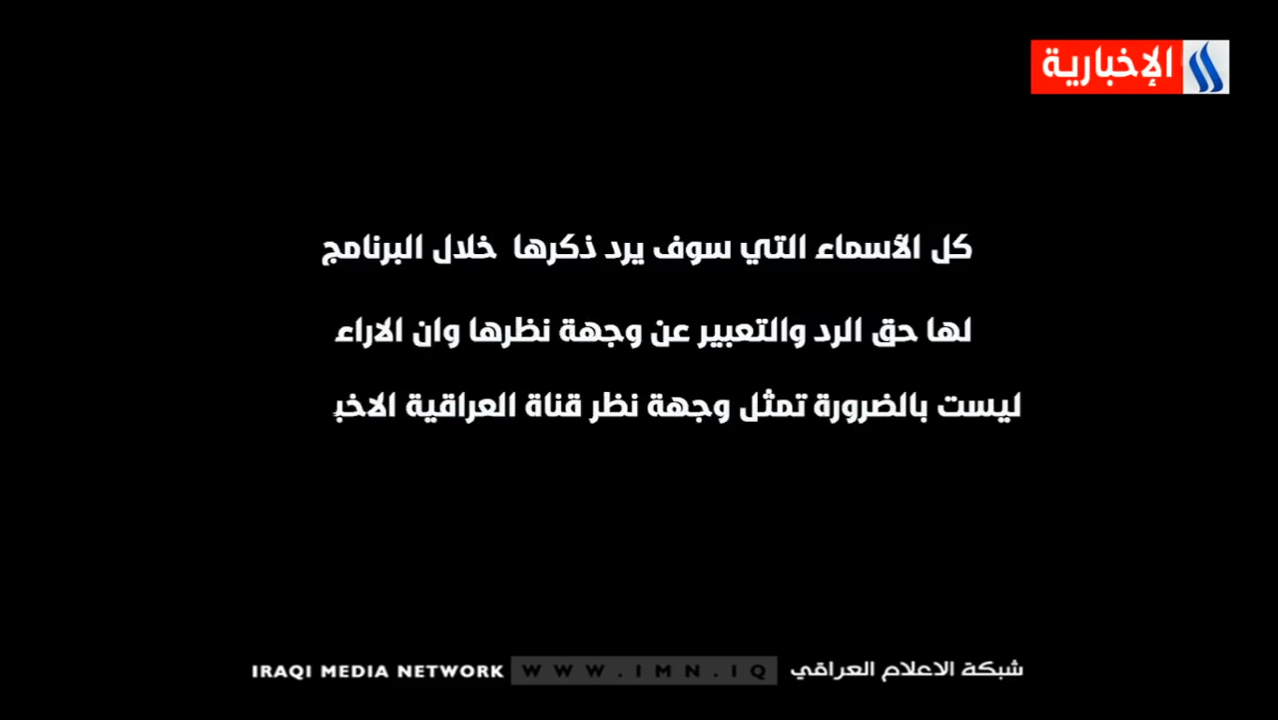 الإخبارية
كل الأسماء التي سوف يرد ذكرها خلال البرنامج
لها حق الرد والتعبير عن وجهة نظرها وان الاراء
ليست بالضرورة تمثل وجهة نظر قناة العراقية الاخب
شبكة الاعلام العراقي WWW.IMN.IQ IRAQI MEDIA NETWORK